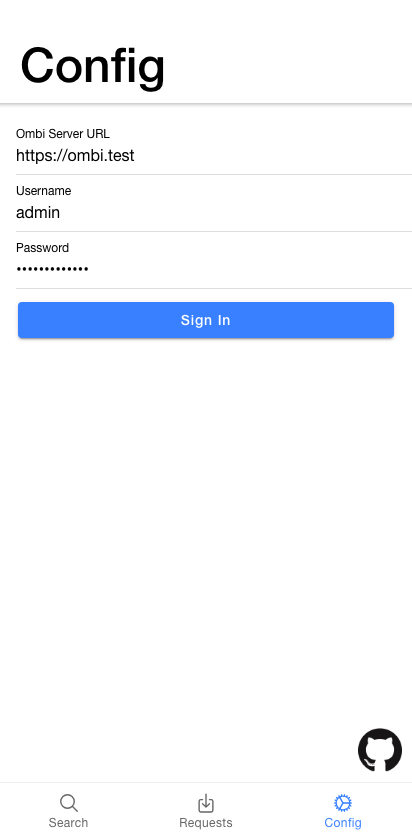 Config
Ombi Server URL
https://ombi.test
Username
admin
Password
•••••••••••••
Sign In
Search
Requests
Config